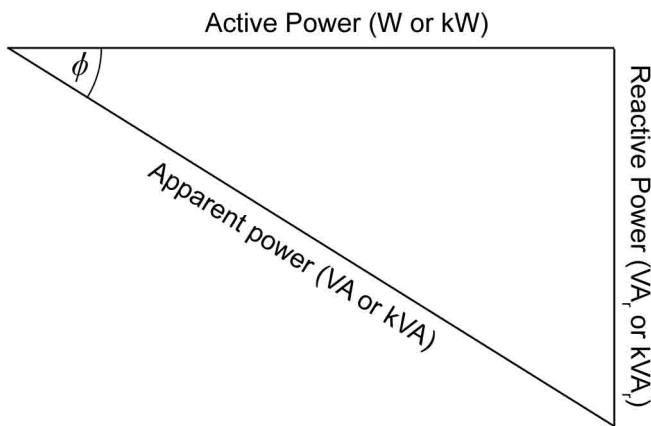 Active Power (W or kW)
ϕ
Apparent power (VA or kVA)
Reactive Power (VAr or kVAr)